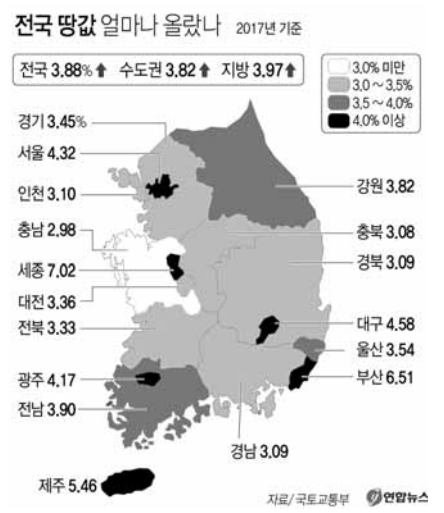 전국 땅값 얼마나 올랐나 2017년 기준
전국 3.88%↑ 수도권 3.82↑ 지방 3.97↑
3.0% 미만
3.0~3.5%
3.5~4.0%
4.0% 이상
경기 3.45%
서울 4.32
인천 3.10
충남 2.98
세종 7.02
대전 3.36
전북 3.33
광주 4.17
전남 3.90
제주 5.46
강원 3.82
충북 3.08
경북 3.09
대구 4.58
울산 3.54
부산 6.51
경남 3.09
자료/ 국토교통부
연합뉴스